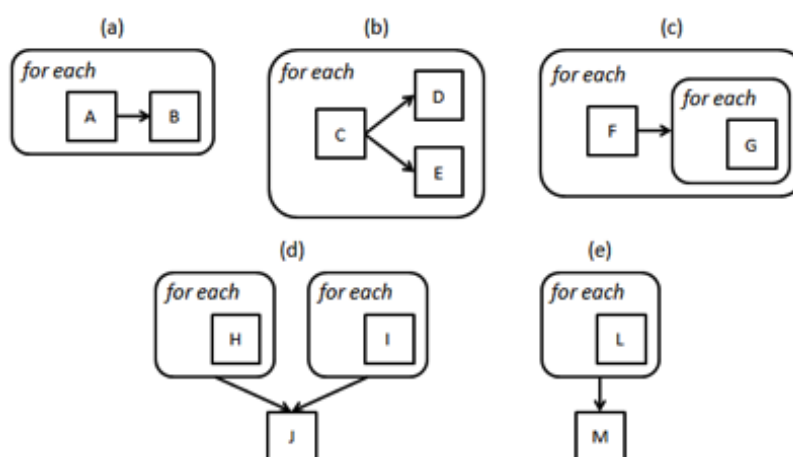 (a)
for each
A
B
(b)
for each
C
D
E
(c)
for each
F
for each
G
(d)
for each
H
for each
I
J
(e)
for each
L
M